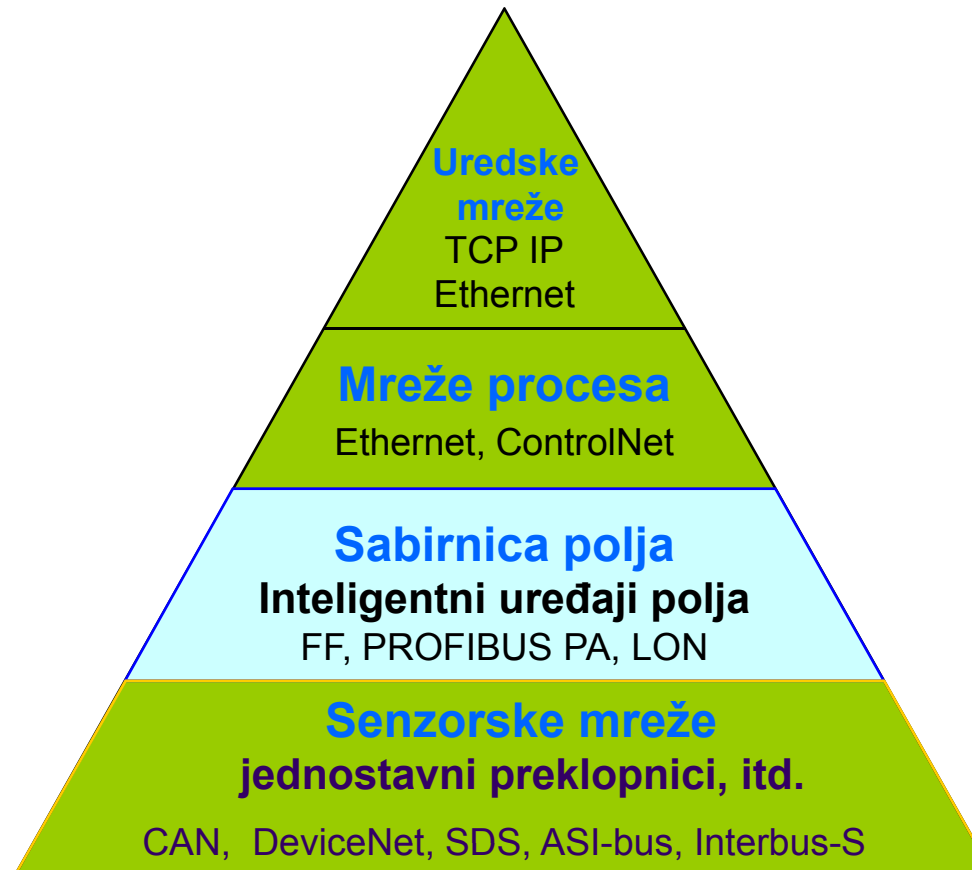 Uredske
mreže
TCP IP
Ethernet
Mreže procesa
Ethernet, ControlNet
Sabirnica polja
Inteligentni uređaji polja
FF, PROFIBUS PA, LON
Senzorske mreže
jednostavni preklopnici, itd.
CAN, DeviceNet, SDS, ASI-bus, Interbus-S